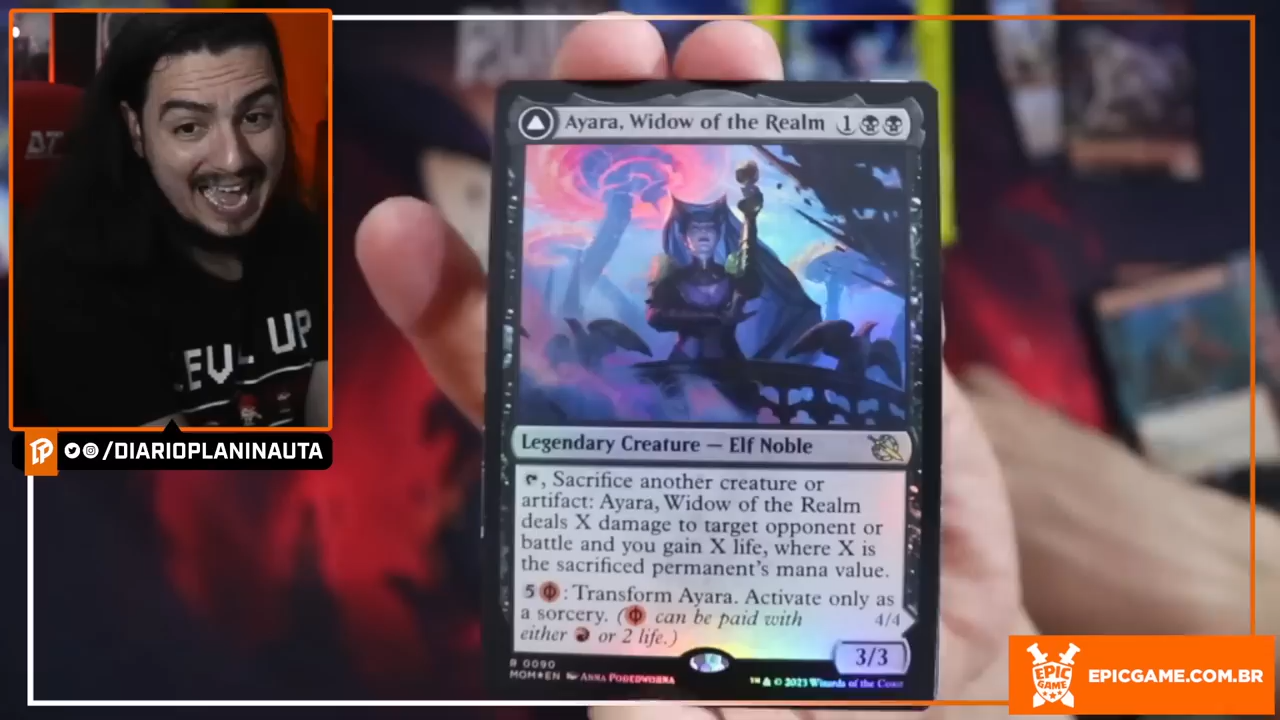 Ayara, Widow of the Realm 1
Legendary Creature — Elf Noble
, Sacrifice another creature or
artifact: Ayara, Widow of the Realm
deals X damage to target opponent or
battle and you gain X life, where X is
the sacrificed permanent's mana value.
5 : Transform Ayara. Activate only as
a sorcery. ( can be paid with
either or 2 life.)
4/4
3/3
R 0090
MOM★EN Anna Podedworna
™ & © 2023 Wizards of the Coast
LEVEL UP
/DIARIOPLANINAUTA
EPIC
GAME
EPICGAME.COM.BR